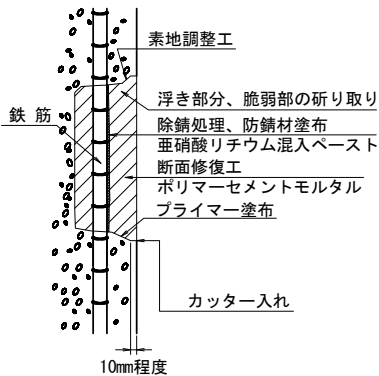 素地調整工
浮き部分、脆弱部の斫り取り
鉄 筋
除錆処理、防錆材塗布
亜硝酸リチウム混入ペースト
断面修復工
ポリマーセメントモルタル
プライマー塗布
カッター入れ
10mm程度